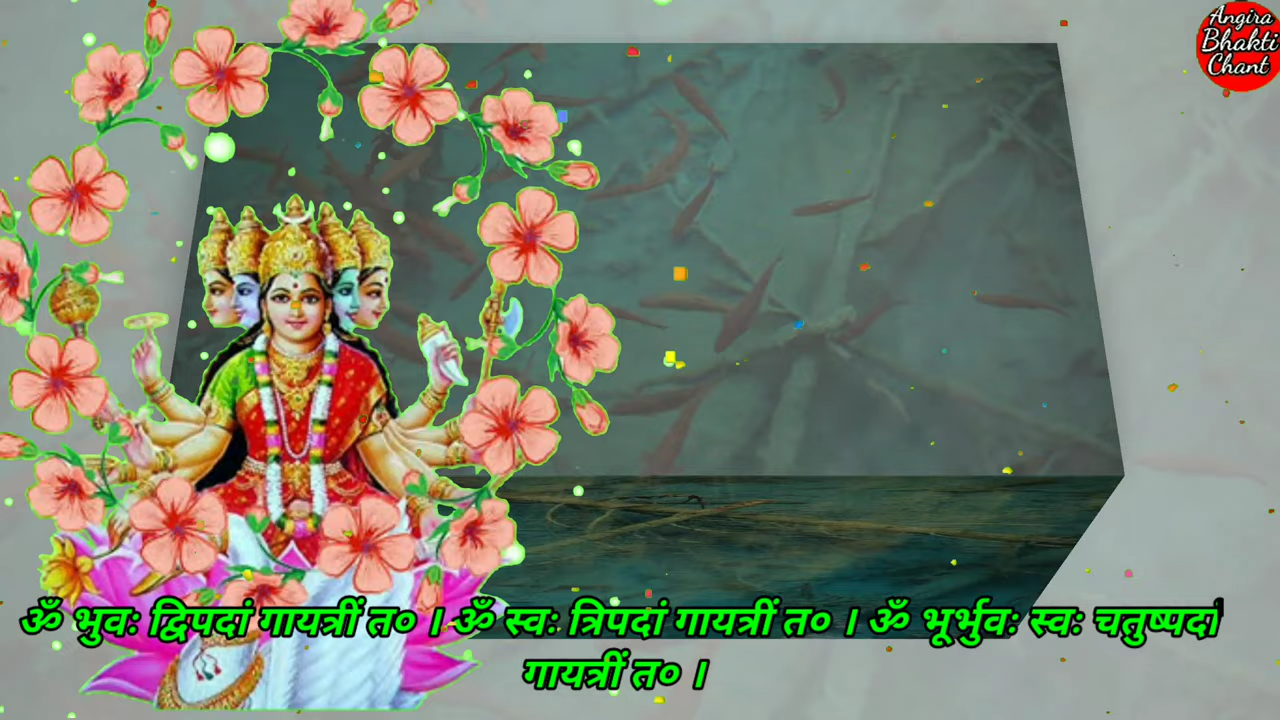 Angira
Bhakti
Chant
ॐ भुवः द्विपदां गायत्रीं त० । ॐ स्वः त्रिपदां गायत्रीं त० । ॐ भूर्भुवः स्वः चतुष्पदां
गायत्रीं त० ।